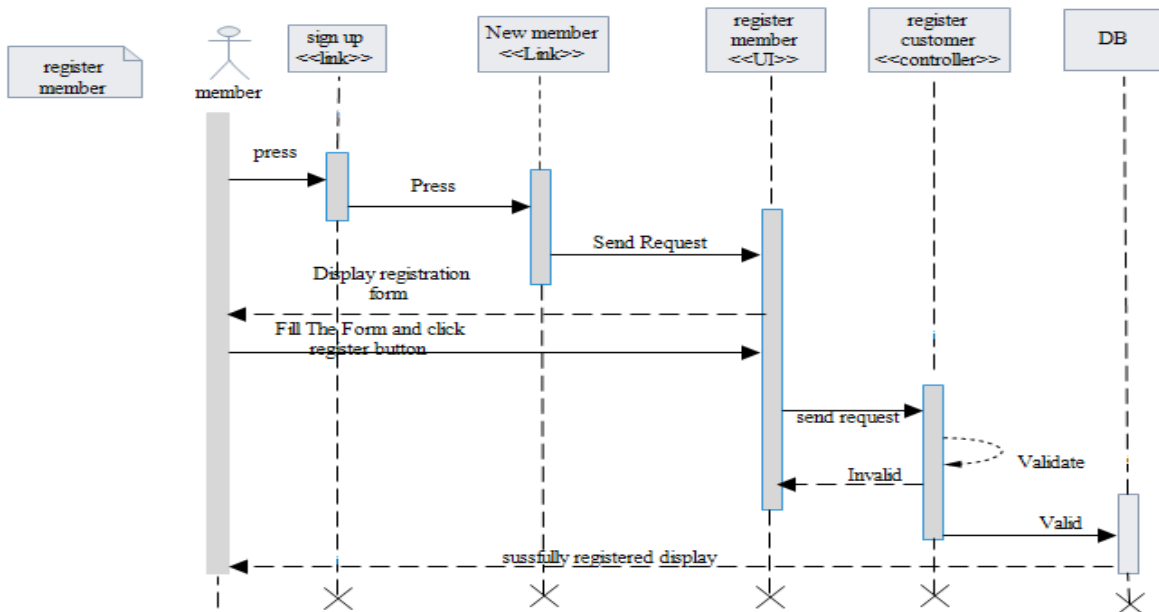 register
member
member
sign up
<<link>>
New member
<<Link>>
register
member
<<UI>>
register
customer
<<controller>>
DB
press
Press
Send Request
Display registration
form
Fill The Form and click
register button
send request
Validate
Invalid
Valid
sussfully registered display